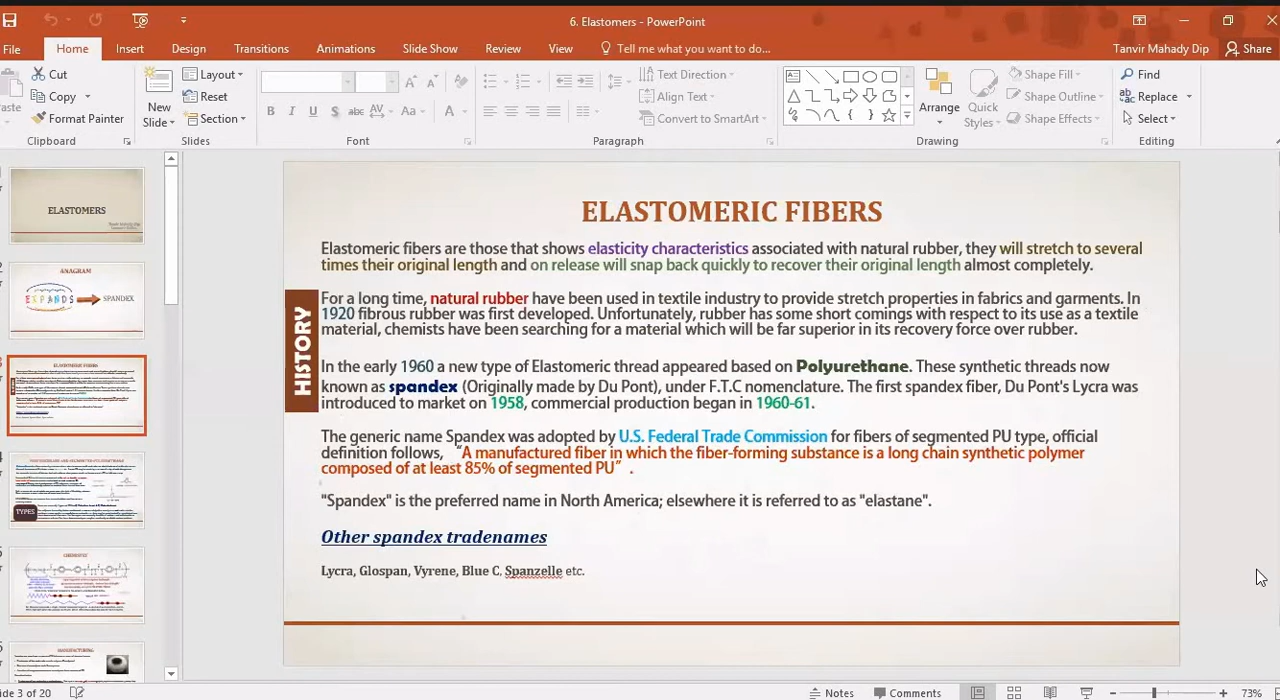 6. Elastomers - PowerPoint
File Home Insert Design Transitions Animations Slide Show Review View Tell me what you want to do... Tanvir Mahady Dip Share
Cut
Copy
Format Painter
Clipboard
New
Slide
Layout
Reset
Section
Slides
B I U S abc AV Aa A
Font
Text Direction
Align Text
Convert to SmartArt
Paragraph
Arrange
Quick
Styles
Shape Fill
Shape Outline
Shape Effects
Drawing
Find
Replace
Select
Editing
ELASTOMERS
ANAGRAM
EXPANDS SPANDEX
ELASTOMERIC FIBERS
TYPES
CHEMISTRY
MANUFACTURING
ELASTOMERIC FIBERS
Elastomeric fibers are those that shows elasticity characteristics associated with natural rubber, they will stretch to several
times their original length and on release will snap back quickly to recover their original length almost completely.
HISTORY
For a long time, natural rubber have been used in textile industry to provide stretch properties in fabrics and garments. In
1920 fibrous rubber was first developed. Unfortunately, rubber has some short comings with respect to its use as a textile
material, chemists have been searching for a material which will be far superior in its recovery force over rubber.
In the early 1960 a new type of Elastomeric thread appeared based on Polyurethane. These synthetic threads now
known as spandex (Originally made by Du Pont), under F.T.C nomenclature. The first spandex fiber, Du Pont's Lycra was
introduced to market on 1958, commercial production began in 1960-61.
The generic name Spandex was adopted by U.S. Federal Trade Commission for fibers of segmented PU type, official
definition follows, "A manufactured fiber in which the fiber-forming substance is a long chain synthetic polymer
composed of at least 85% of segmented PU" .
"Spandex" is the preferred name in North America; elsewhere it is referred to as "elastane".
Other spandex tradenames
Lycra, Glospan, Vyrene, Blue C. Spanzelle etc.
ide 3 of 20
Notes Comments 73%